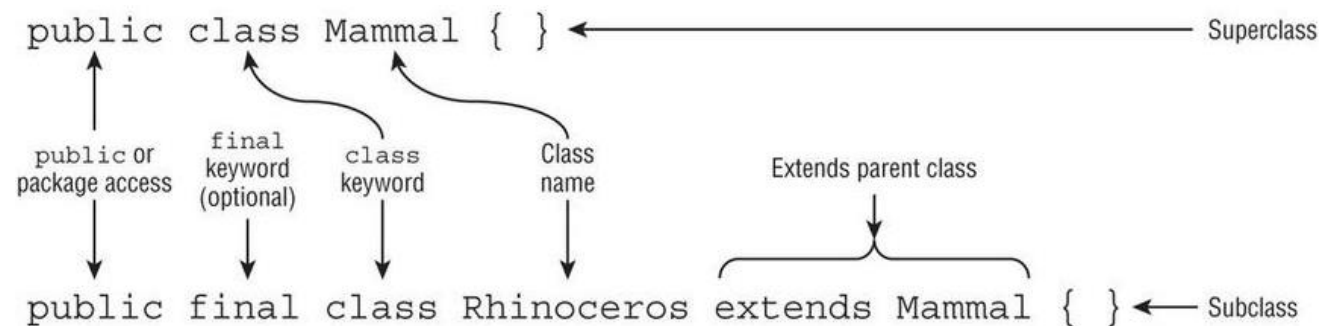 public class Mammal { }
Superclass
public or
package access
final
keyword
(optional)
class
keyword
Class
name
Extends parent class
public final class Rhinoceros extends Mammal { }
Subclass